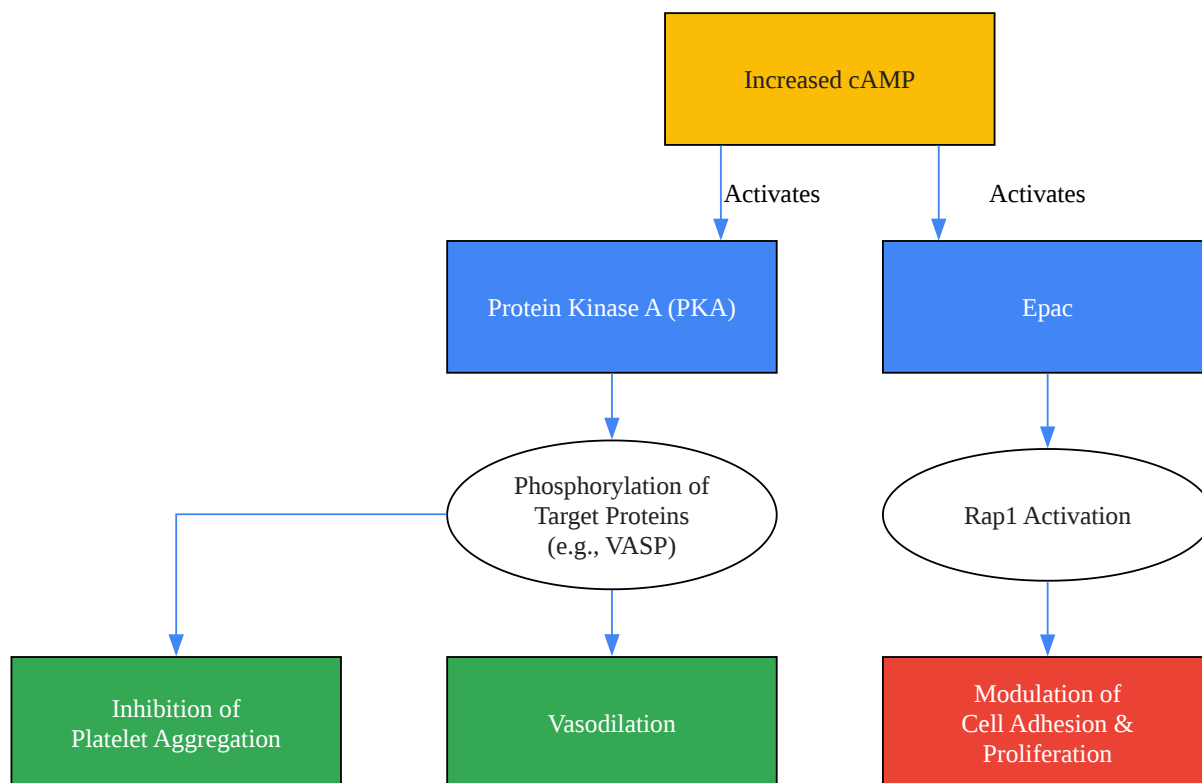 Increased cAMP
Activates
Activates
Protein Kinase A (PKA)
Epac
Phosphorylation of
Target Proteins
(e.g., VASP)
Rap1 Activation
Inhibition of
Platelet Aggregation
Vasodilation
Modulation of
Cell Adhesion &
Proliferation